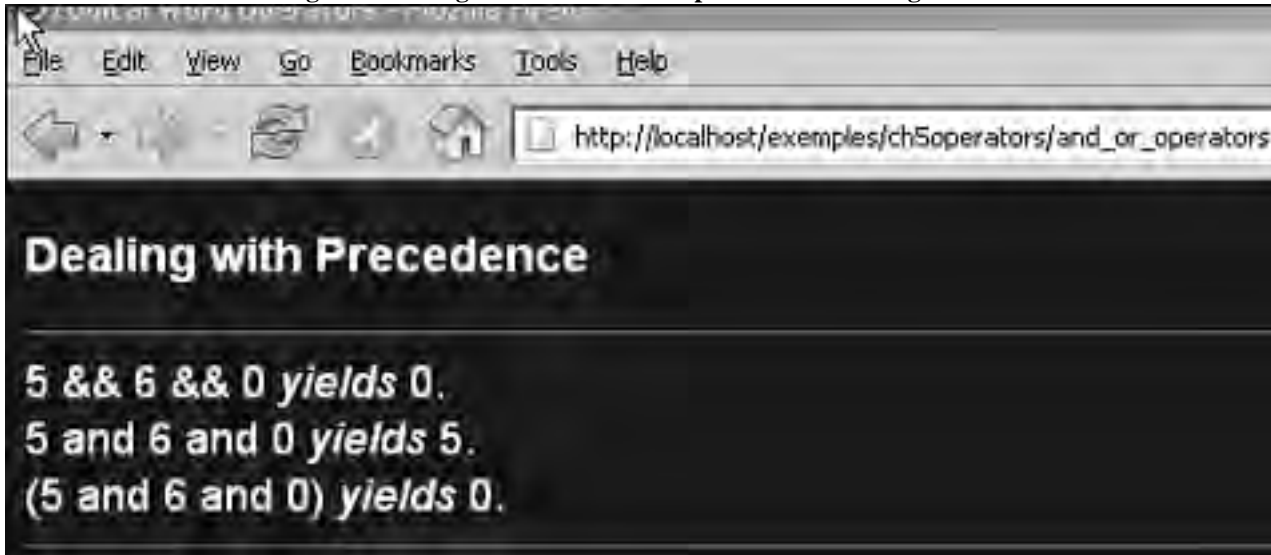 File Edit View Go Bookmarks Tools Help
http://localhost/exemples/ch5operators/and_or_operators
Dealing with Precedence
5 && 6 && 0 yields 0.
5 and 6 and 0 yields 5.
(5 and 6 and 0) yields 0.